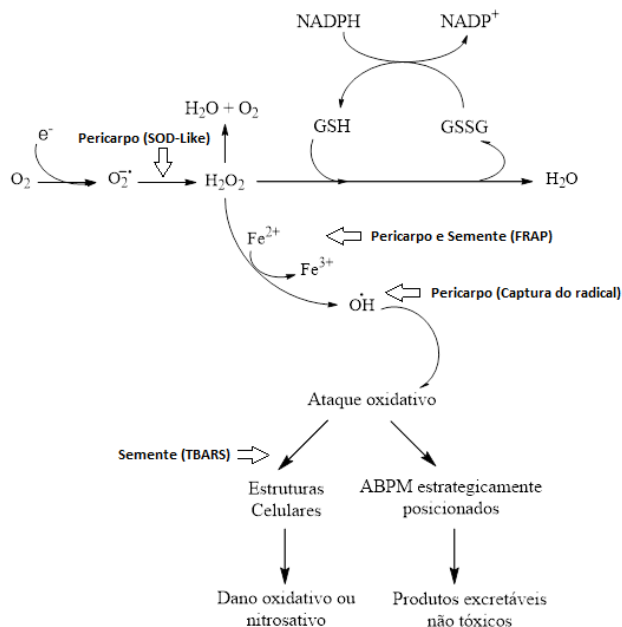 NADPH
NADP+
H2O + O2
Pericarpo (SOD-Like)
GSH
GSSG
e-
O2
O2-•
H2O2
H2O
Fe2+
Pericarpo e Semente (FRAP)
Fe3+
•OH
Pericarpo (Captura do radical)
Ataque oxidativo
Semente (TBARS)
Estruturas
Celulares
ABPM estrategicamente
posicionados
Dano oxidativo ou
nitrosativo
Produtos excretáveis
não tóxicos